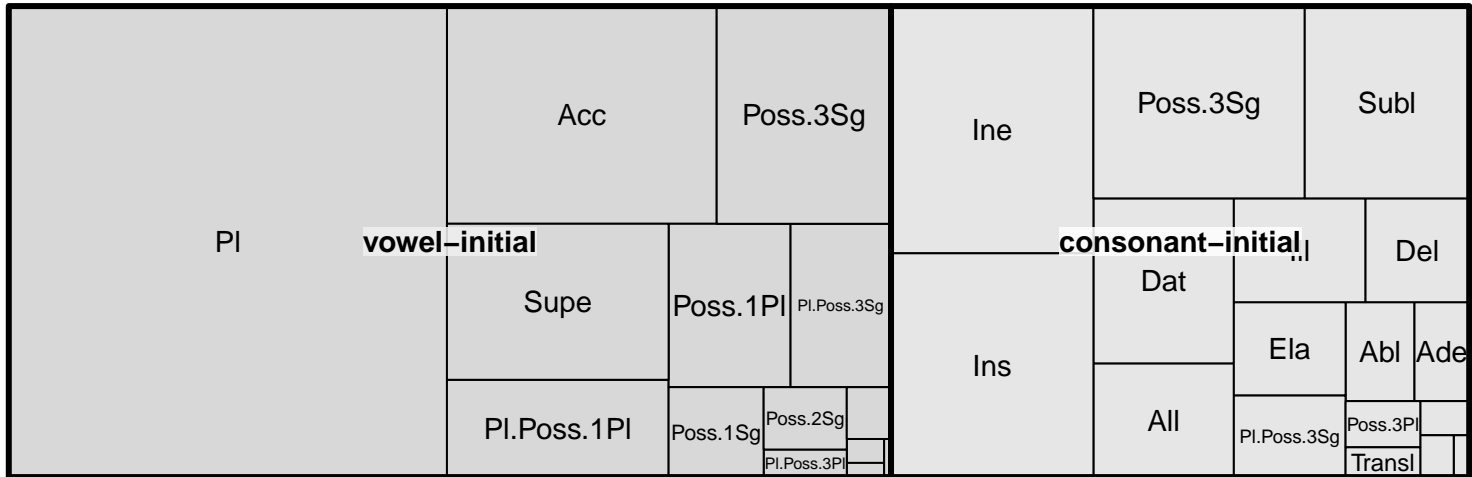 Pl
vowel−initial
Acc
Poss.3Sg
Supe
Poss.1Pl
Pl.Poss.3Sg
Pl.Poss.1Pl
Poss.1Sg
Poss.2Sg
Pl.Poss.3Pl
consonant−initial
Ine
Poss.3Sg
Subl
Ins
Dat
Ill
Del
All
Ela
Abl
Ade
Pl.Poss.3Sg
Poss.3Pl
Transl